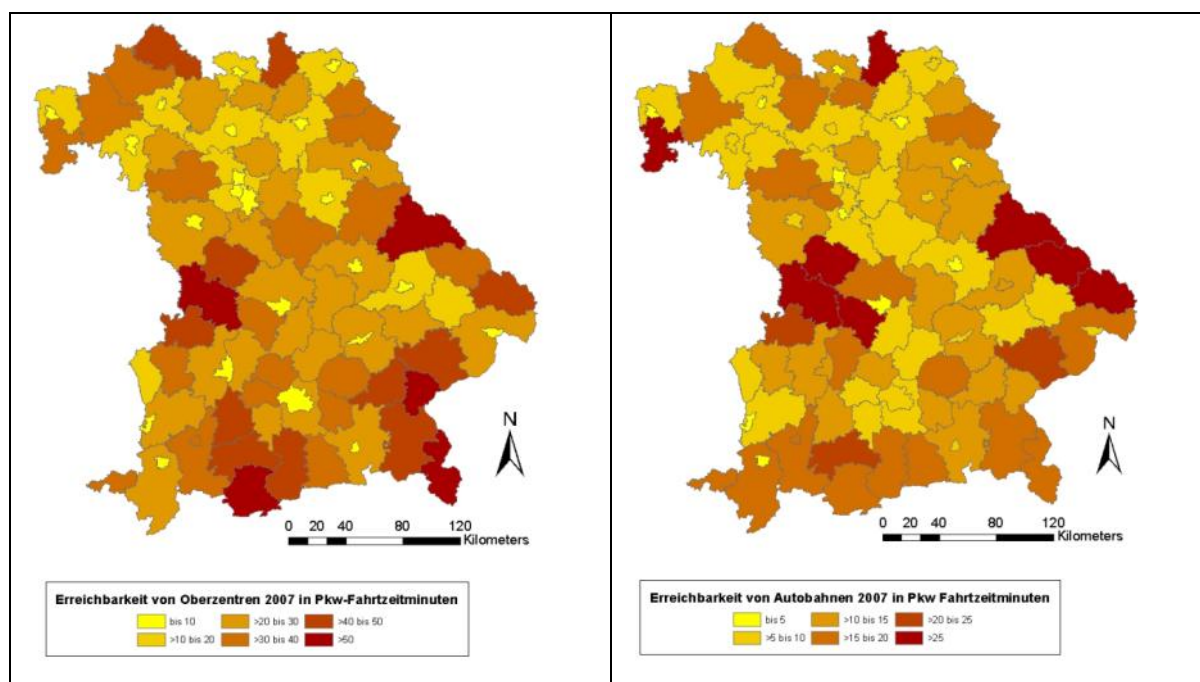 N
0 20 40 80 120
Kilometers
Erreichbarkeit von Oberzentren 2007 in Pkw-Fahrtzeitminuten
bis 10 >20 bis 30 >40 bis 50
>10 bis 20 >30 bis 40 >50
N
0 20 40 80 120
Kilometers
Erreichbarkeit von Autobahnen 2007 in Pkw Fahrtzeitminuten
bis 5 >10 bis 15 >20 bis 25
>5 bis 10 >15 bis 20 >25